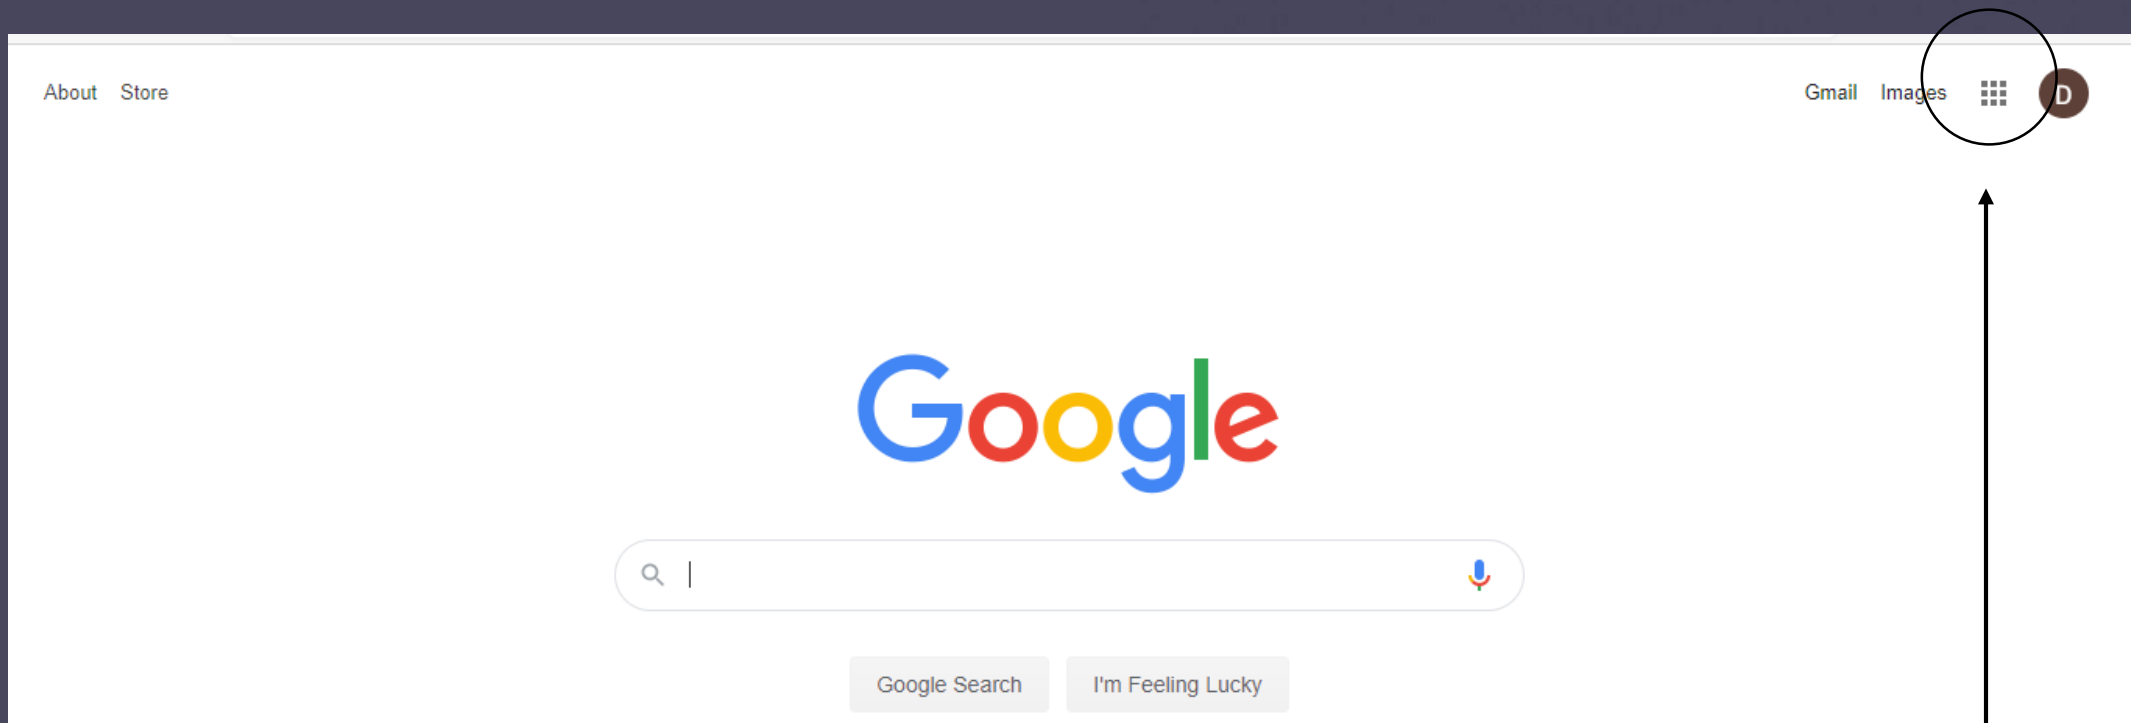 About Store
Gmail Images
D
Google
Google Search I'm Feeling Lucky